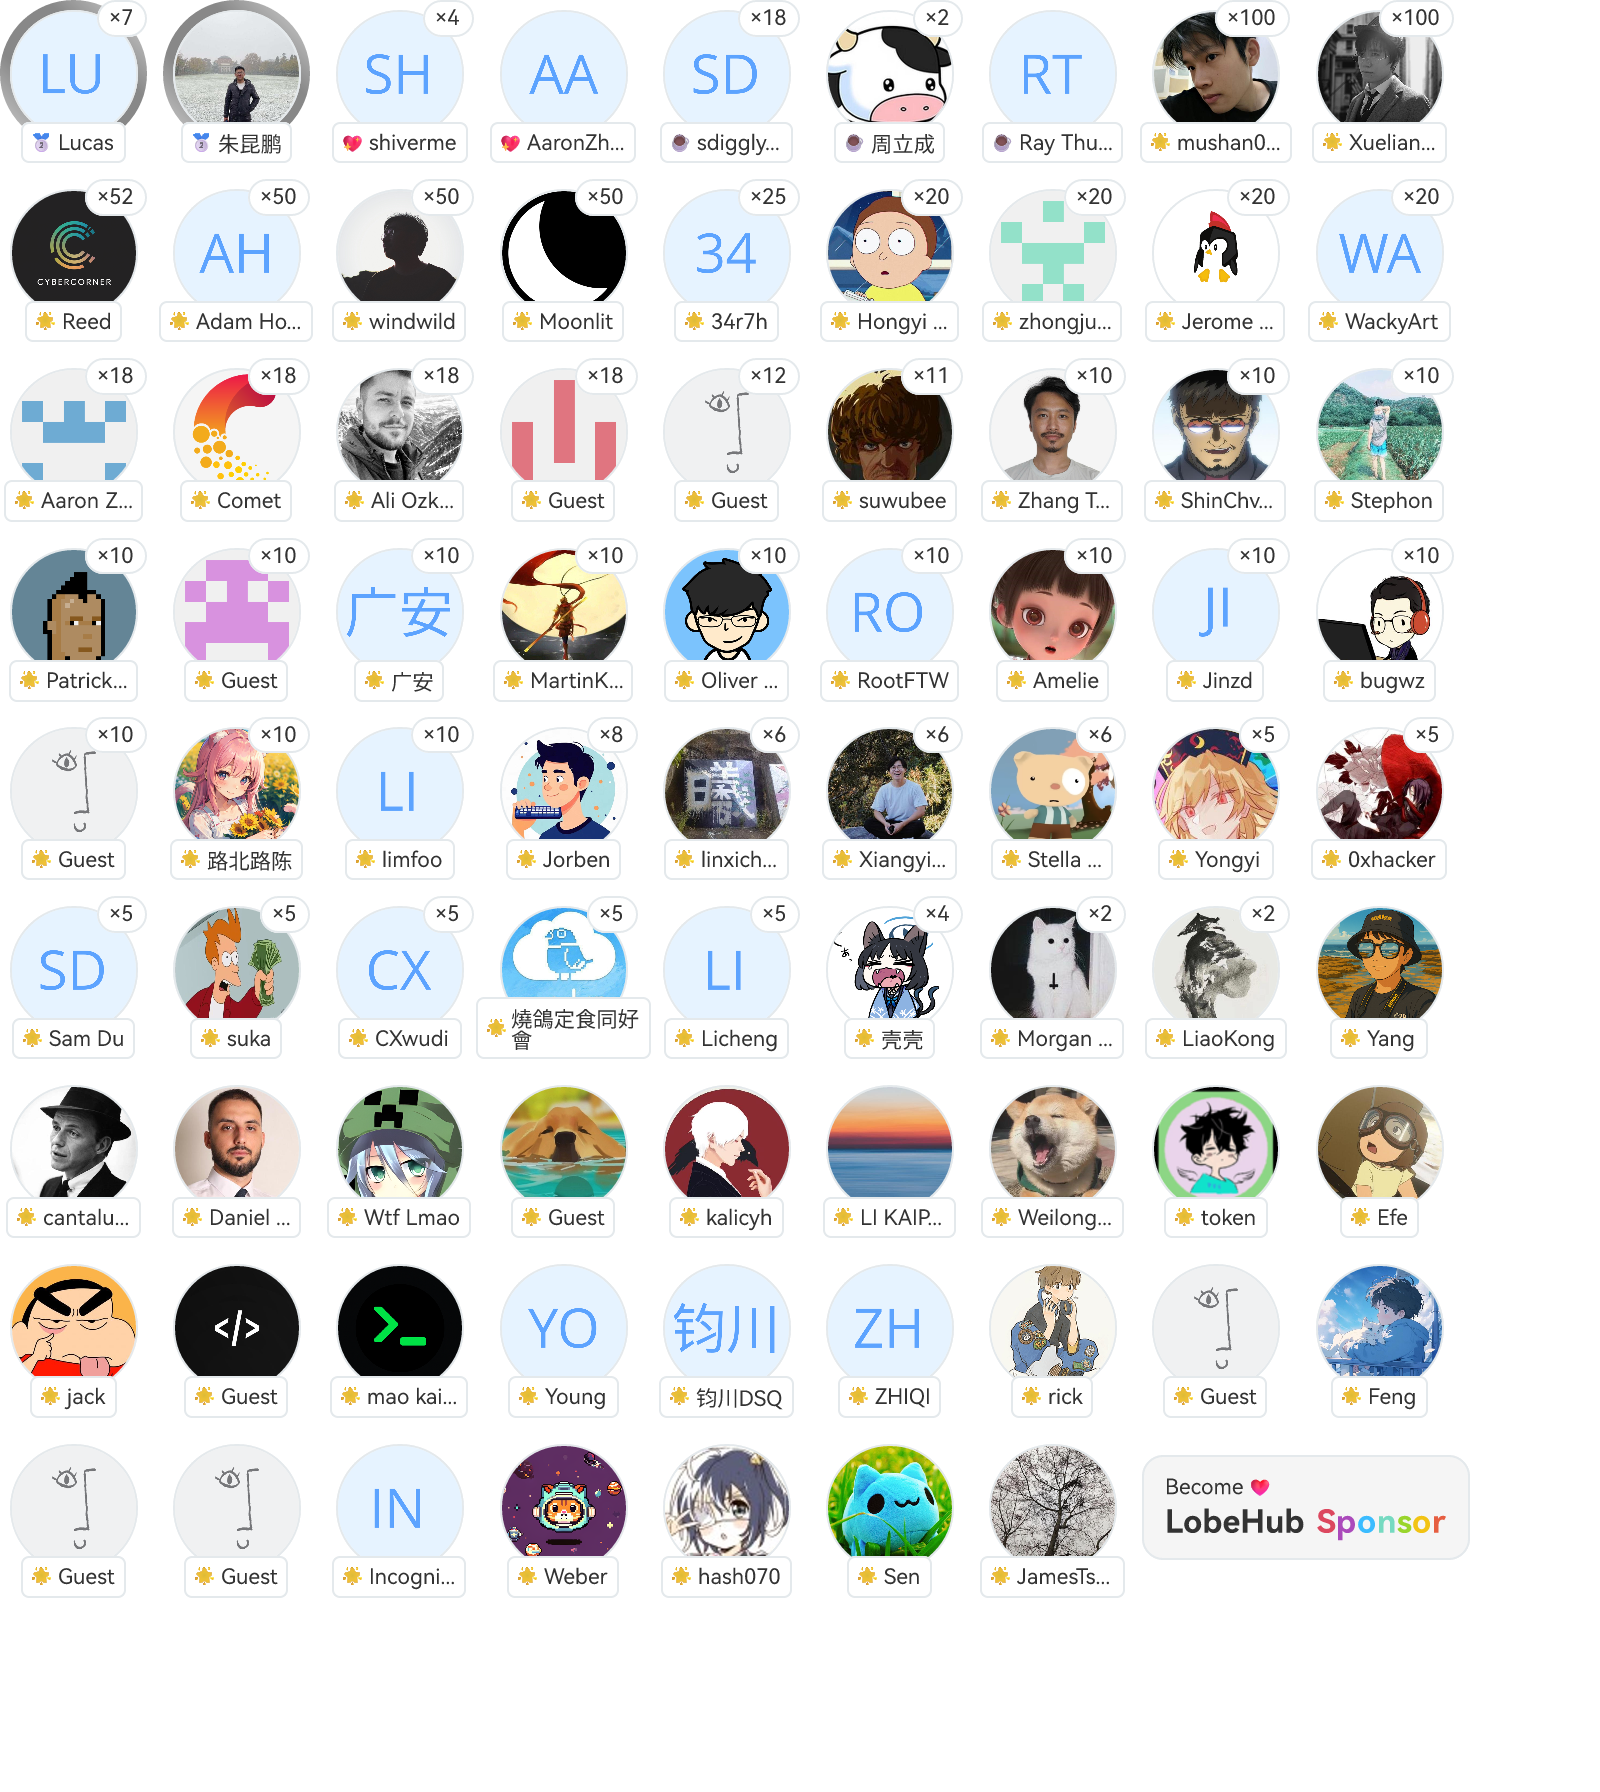 ×7
LU
Lucas
朱昆鹏
×4
SH
shiverme
AA
AaronZh...
×18
SD
sdiggly...
×2
周立成
RT
Ray Thu...
×100
mushan0...
×100
Xuelian...
×52
CYBERCORNER
Reed
×50
AH
Adam Ho...
×50
windwild
×50
Moonlit
×25
34
34r7h
×20
Hongyi ...
×20
zhongju...
×20
Jerome ...
×20
WA
WackyArt
×18
Aaron Z...
×18
Comet
×18
Ali Ozk...
×18
Guest
×12
Guest
×11
suwubee
×10
Zhang T...
×10
ShinChv...
×10
Stephon
×10
Patrick...
×10
Guest
×10
广安
广安
×10
MartinK...
×10
Oliver ...
×10
RO
RootFTW
×10
Amelie
×10
JI
Jinzd
×10
bugwz
×10
Guest
×10
路北路陈
×10
LI
limfoo
×8
Jorben
×6
linxich...
×6
Xiangyi...
×6
Stella ...
×5
Yongyi
×5
0xhacker
×5
SD
Sam Du
×5
suka
×5
CX
CXwudi
×5
燒鴿定食同好
會
×5
LI
Licheng
×4
壳壳
×2
Morgan ...
×2
LiaoKong
Yang
cantalu...
Daniel ...
Wtf Lmao
Guest
kalicyh
LI KAIP...
Weilong...
token
Efe
jack
</>
Guest
>_
mao kai...
YO
Young
钧川
钧川DSQ
ZH
ZHIQI
rick
Guest
Feng
Guest
Guest
IN
Incogni...
Weber
hash070
Sen
JamesTs...
Become
LobeHub Sponsor